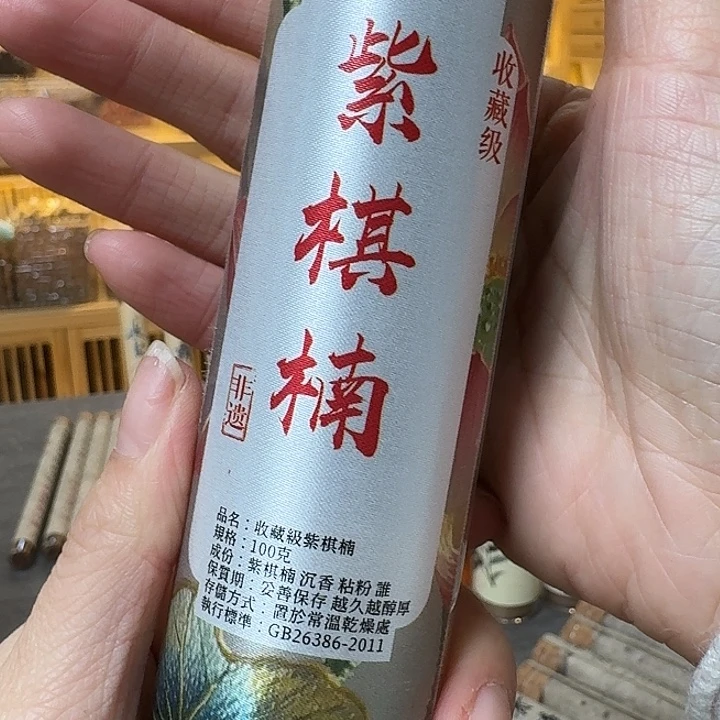 紫棋楠
收藏级
非遗
品名：收藏級紫棋楠
規格：100克
成份：紫棋楠 沉香 粘粉 誰
保質期：妥善保存 越久越醇厚
存儲方式：置於常溫乾燥處
執行標準：GB26386-2011